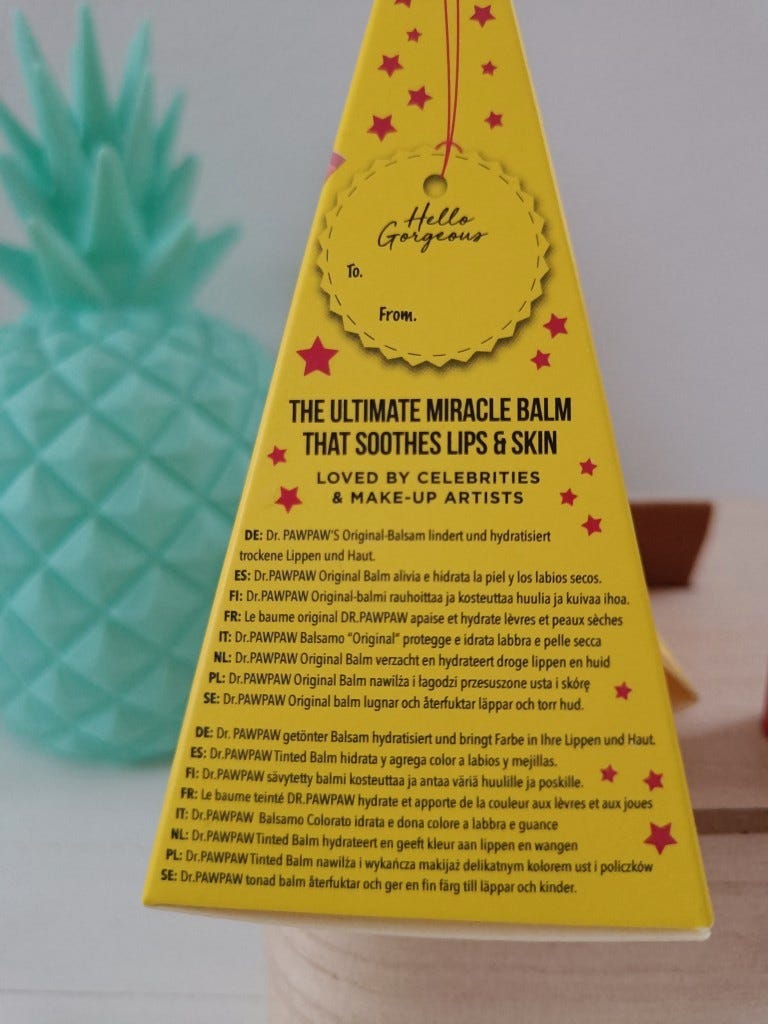 Hello
Gorgeous
To.
From.
THE ULTIMATE MIRACLE BALM
THAT SOOTHES LIPS & SKIN
LOVED BY CELEBRITIES
& MAKE-UP ARTISTS
DE: Dr. PAWPAW'S Original-Balsam lindert und hydratisiert
trockene Lippen und Haut.
ES: Dr.PAWPAW Original Balm alivia e hidrata la piel y los labios secos.
FI: Dr.PAWPAW Original-balmi rauhoittaa ja kosteuttaa huulia ja kuivaa ihoa.
FR: Le baume original DR.PAWPAW apaise et hydrate lèvres et peaux sèches
IT: Dr.PAWPAW Balsamo "Original" protegge e idrata labbra e pelle secca
NL: Dr.PAWPAW Original Balm verzacht en hydrateert droge lippen en huid
PL: Dr.PAWPAW Original Balm nawilża i łagodzi przesuszone usta i skórę
SE: Dr.PAWPAW Original balm lugnar och återfuktar läppar och torr hud.
DE: Dr. PAWPAW getönter Balsam hydratisiert und bringt Farbe in Ihre Lippen und Haut.
ES: Dr.PAWPAW Tinted Balm hidrata y agrega color a labios y mejillas.
FI: Dr.PAWPAW sävytetty balmi kosteuttaa ja antaa väriä huulille ja poskille.
FR: Le baume teinté DR.PAWPAW hydrate et apporte de la couleur aux lèvres et aux joues
IT: Dr.PAWPAW Balsamo Colorato idrata e dona colore a labbra e guance
NL: Dr.PAWPAW Tinted Balm hydrateert en geeft kleur aan lippen en wangen
PL: Dr.PAWPAW Tinted Balm nawilża i wykańcza makijaż delikatnym kolorem ust i policzków
SE: Dr.PAWPAW tonad balm återfuktar och ger en fin färg till läppar och kinder.